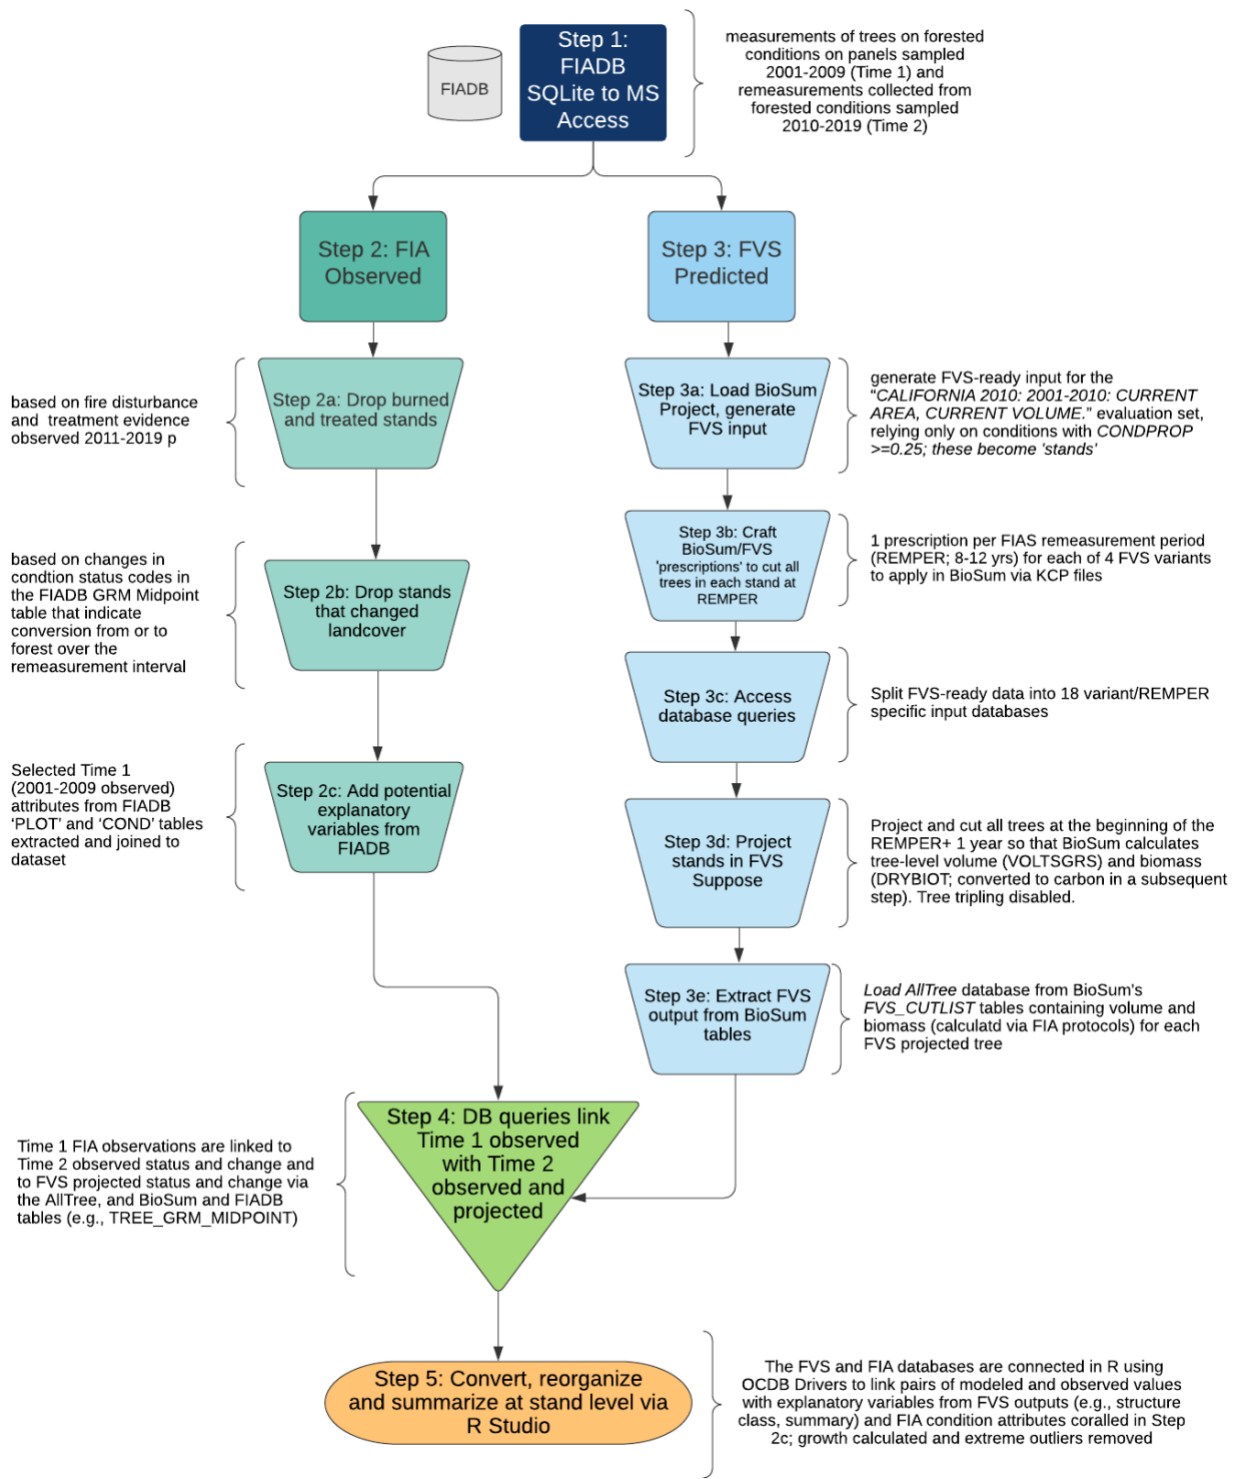 Step 1:
FIADB
SQLite to MS
Access
FIADB
measurements of trees on forested
conditions on panels sampled
2001-2009 (Time 1) and
remeasurements collected from
forested conditions sampled
2010-2019 (Time 2)
Step 2: FIA
Observed
Step 3: FVS
Predicted
based on fire disturbance
and treatment evidence
observed 2011-2019 p
Step 2a: Drop burned
and treated stands
Step 3a: Load BioSum
Project, generate
FVS input
generate FVS-ready input for the
"CALIFORNIA 2010: 2001-2010: CURRENT
AREA, CURRENT VOLUME." evaluation set,
relying only on conditions with CONDPROP
>=0.25; these become 'stands'
based on changes in
condtion status codes in
the FIADB GRM Midpoint
table that indicate
conversion from or to
forest over the
remeasurement interval
Step 2b: Drop stands
that changed
landcover
Step 3b: Craft
BioSum/FVS
'prescriptions' to cut all
trees in each stand at
REMPER
1 prescription per FIAS remeasurement period
(REMPER; 8-12 yrs) for each of 4 FVS variants
to apply in BioSum via KCP files
Step 3c: Access
database queries
Split FVS-ready data into 18 variant/REMPER
specific input databases
Selected Time 1
(2001-2009 observed)
attributes from FIADB
'PLOT' and 'COND' tables
extracted and joined to
dataset
Step 2c: Add potential
explanatory
variables from
FIADB
Step 3d: Project
stands in FVS
Suppose
Project and cut all trees at the beginning of the
REMPER+ 1 year so that BioSum calculates
tree-level volume (VOLTSGRS) and biomass
(DRYBIOT; converted to carbon in a subsequent
step). Tree tripling disabled.
Step 3e: Extract FVS
output from BioSum
tables
Load AllTree database from BioSum's
FVS_CUTLIST tables containing volume and
biomass (calculatd via FIA protocols) for each
FVS projected tree
Time 1 FIA observations are linked to
Time 2 observed status and change and
to FVS projected status and change via
the AllTree, and BioSum and FIADB
tables (e.g., TREE_GRM_MIDPOINT)
Step 4: DB queries link
Time 1 observed
with Time 2
observed and
projected
Step 5: Convert, reorganize
and summarize at stand level via
R Studio
The FVS and FIA databases are connected in R using
OCDB Drivers to link pairs of modeled and observed values
with explanatory variables from FVS outputs (e.g., structure
class, summary) and FIA condition attributes coralled in Step
2c; growth calculated and extreme outliers removed